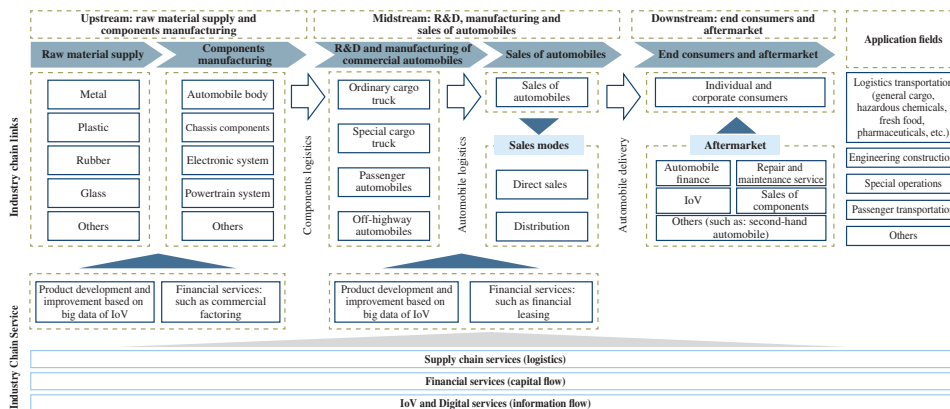 Upstream: raw material supply and
components manufacturing
Midstream: R&D, manufacturing and
sales of automobiles
Downstream: end consumers and
aftermarket
Application fields
Raw material supply
Components
manufacturing
R&D and manufacturing of
commercial automobiles
Sales of automobiles
End consumers and aftermarket
Industry chain links
Metal
Plastic
Rubber
Glass
Others
Automobile body
Chassis components
Electronic system
Powertrain system
Others
Components logistics
Ordinary cargo
truck
Special cargo
truck
Passenger
automobiles
Off-highway
automobiles
Automobile logistics
Sales of
automobiles
Sales modes
Direct sales
Distribution
Automobile delivery
Individual and
corporate consumers
Aftermarket
Automobile
finance
Repair and
maintenance service
IoV
Sales of
components
Others (such as: second-hand
automobile)
Logistics transportation
(general cargo,
hazardous chemicals,
fresh food,
pharmaceuticals, etc.)
Engineering construction
Special operations
Passenger transportation
Others
Industry Chain Service
Product development and
improvement based on
big data of IoV
Financial services:
such as commercial
factoring
Product development and
improvement based on
big data of IoV
Financial services:
such as financial
leasing
Supply chain services (logistics)
Financial services (capital flow)
IoV and Digital services (information flow)